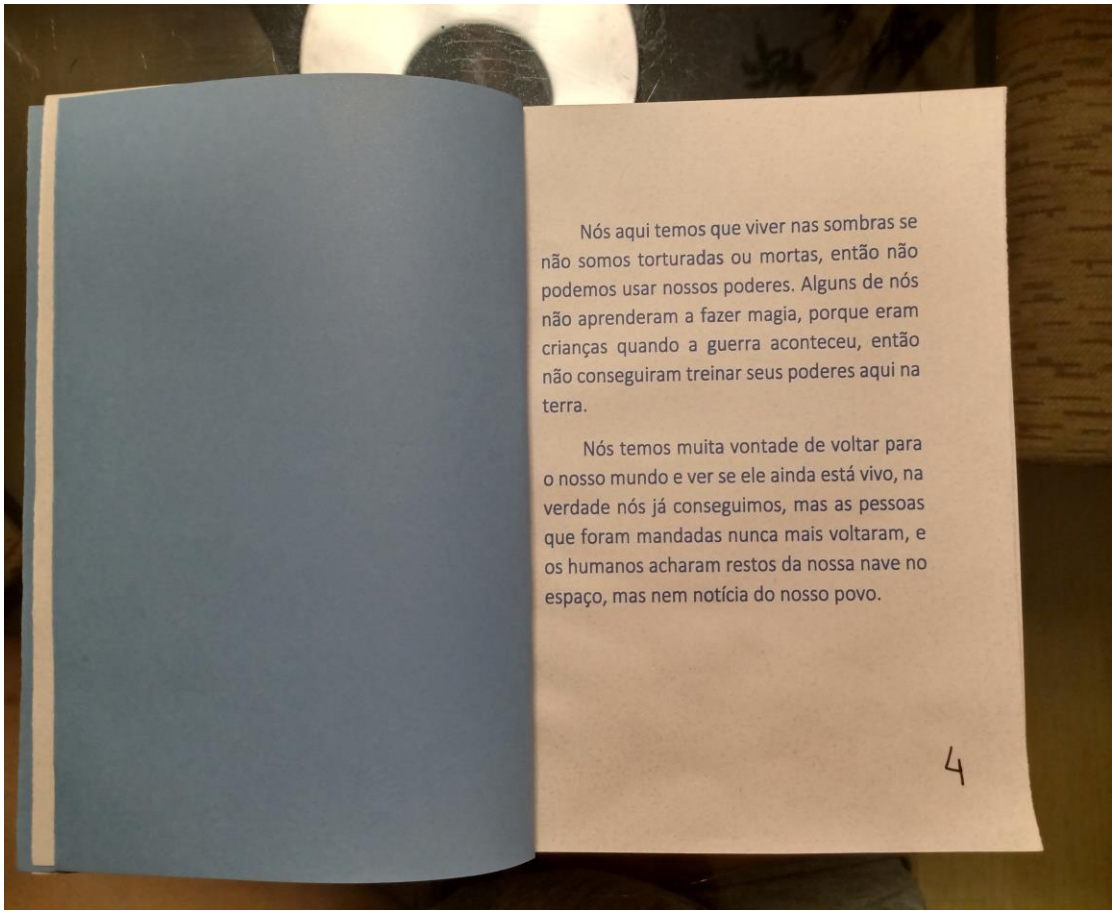 Nós aqui temos que viver nas sombras se
não somos torturadas ou mortas, então não
podemos usar nossos poderes. Alguns de nós
não aprenderam a fazer magia, porque eram
crianças quando a guerra aconteceu, então
não conseguiram treinar seus poderes aqui na
terra.
Nós temos muita vontade de voltar para
o nosso mundo e ver se ele ainda está vivo, na
verdade nós já conseguimos, mas as pessoas
que foram mandadas nunca mais voltaram, e
os humanos acharam restos da nossa nave no
espaço, mas nem notícia do nosso povo.
4